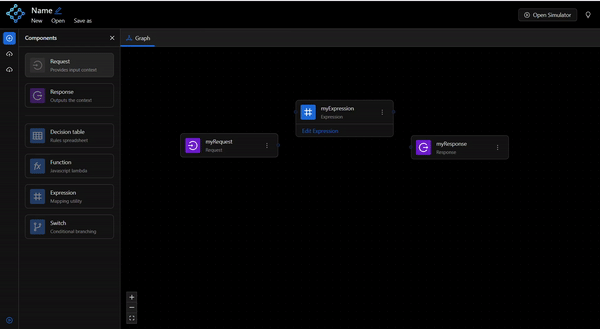 Name
New Open Save as
Open Simulator
Components
Graph
Request
Provides input context
Response
Outputs the context
Decision table
Rules spreadsheet
Function
Javascript lambda
Expression
Mapping utility
Switch
Conditional branching
myExpression
Expression
Edit Expression
myRequest
Request
myResponse
Response